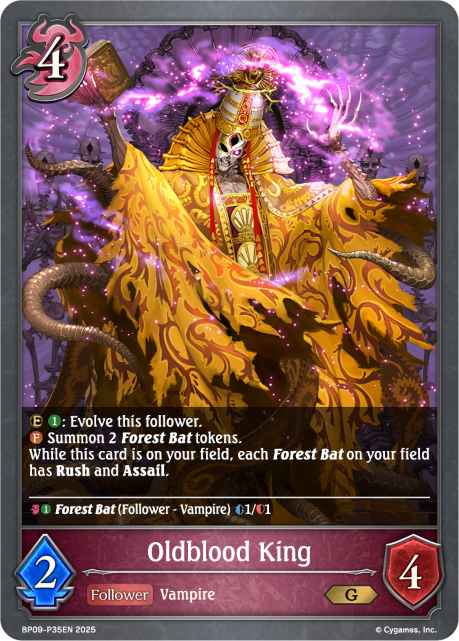 4
E 1: Evolve this follower.
F Summon 2 Forest Bat tokens.
While this card is on your field, each Forest Bat on your field
has Rush and Assail.
1 Forest Bat (Follower - Vampire) 1/1
Oldblood King
2
Follower Vampire G
4
BP09-P35EN 2025 © Cygames, Inc.